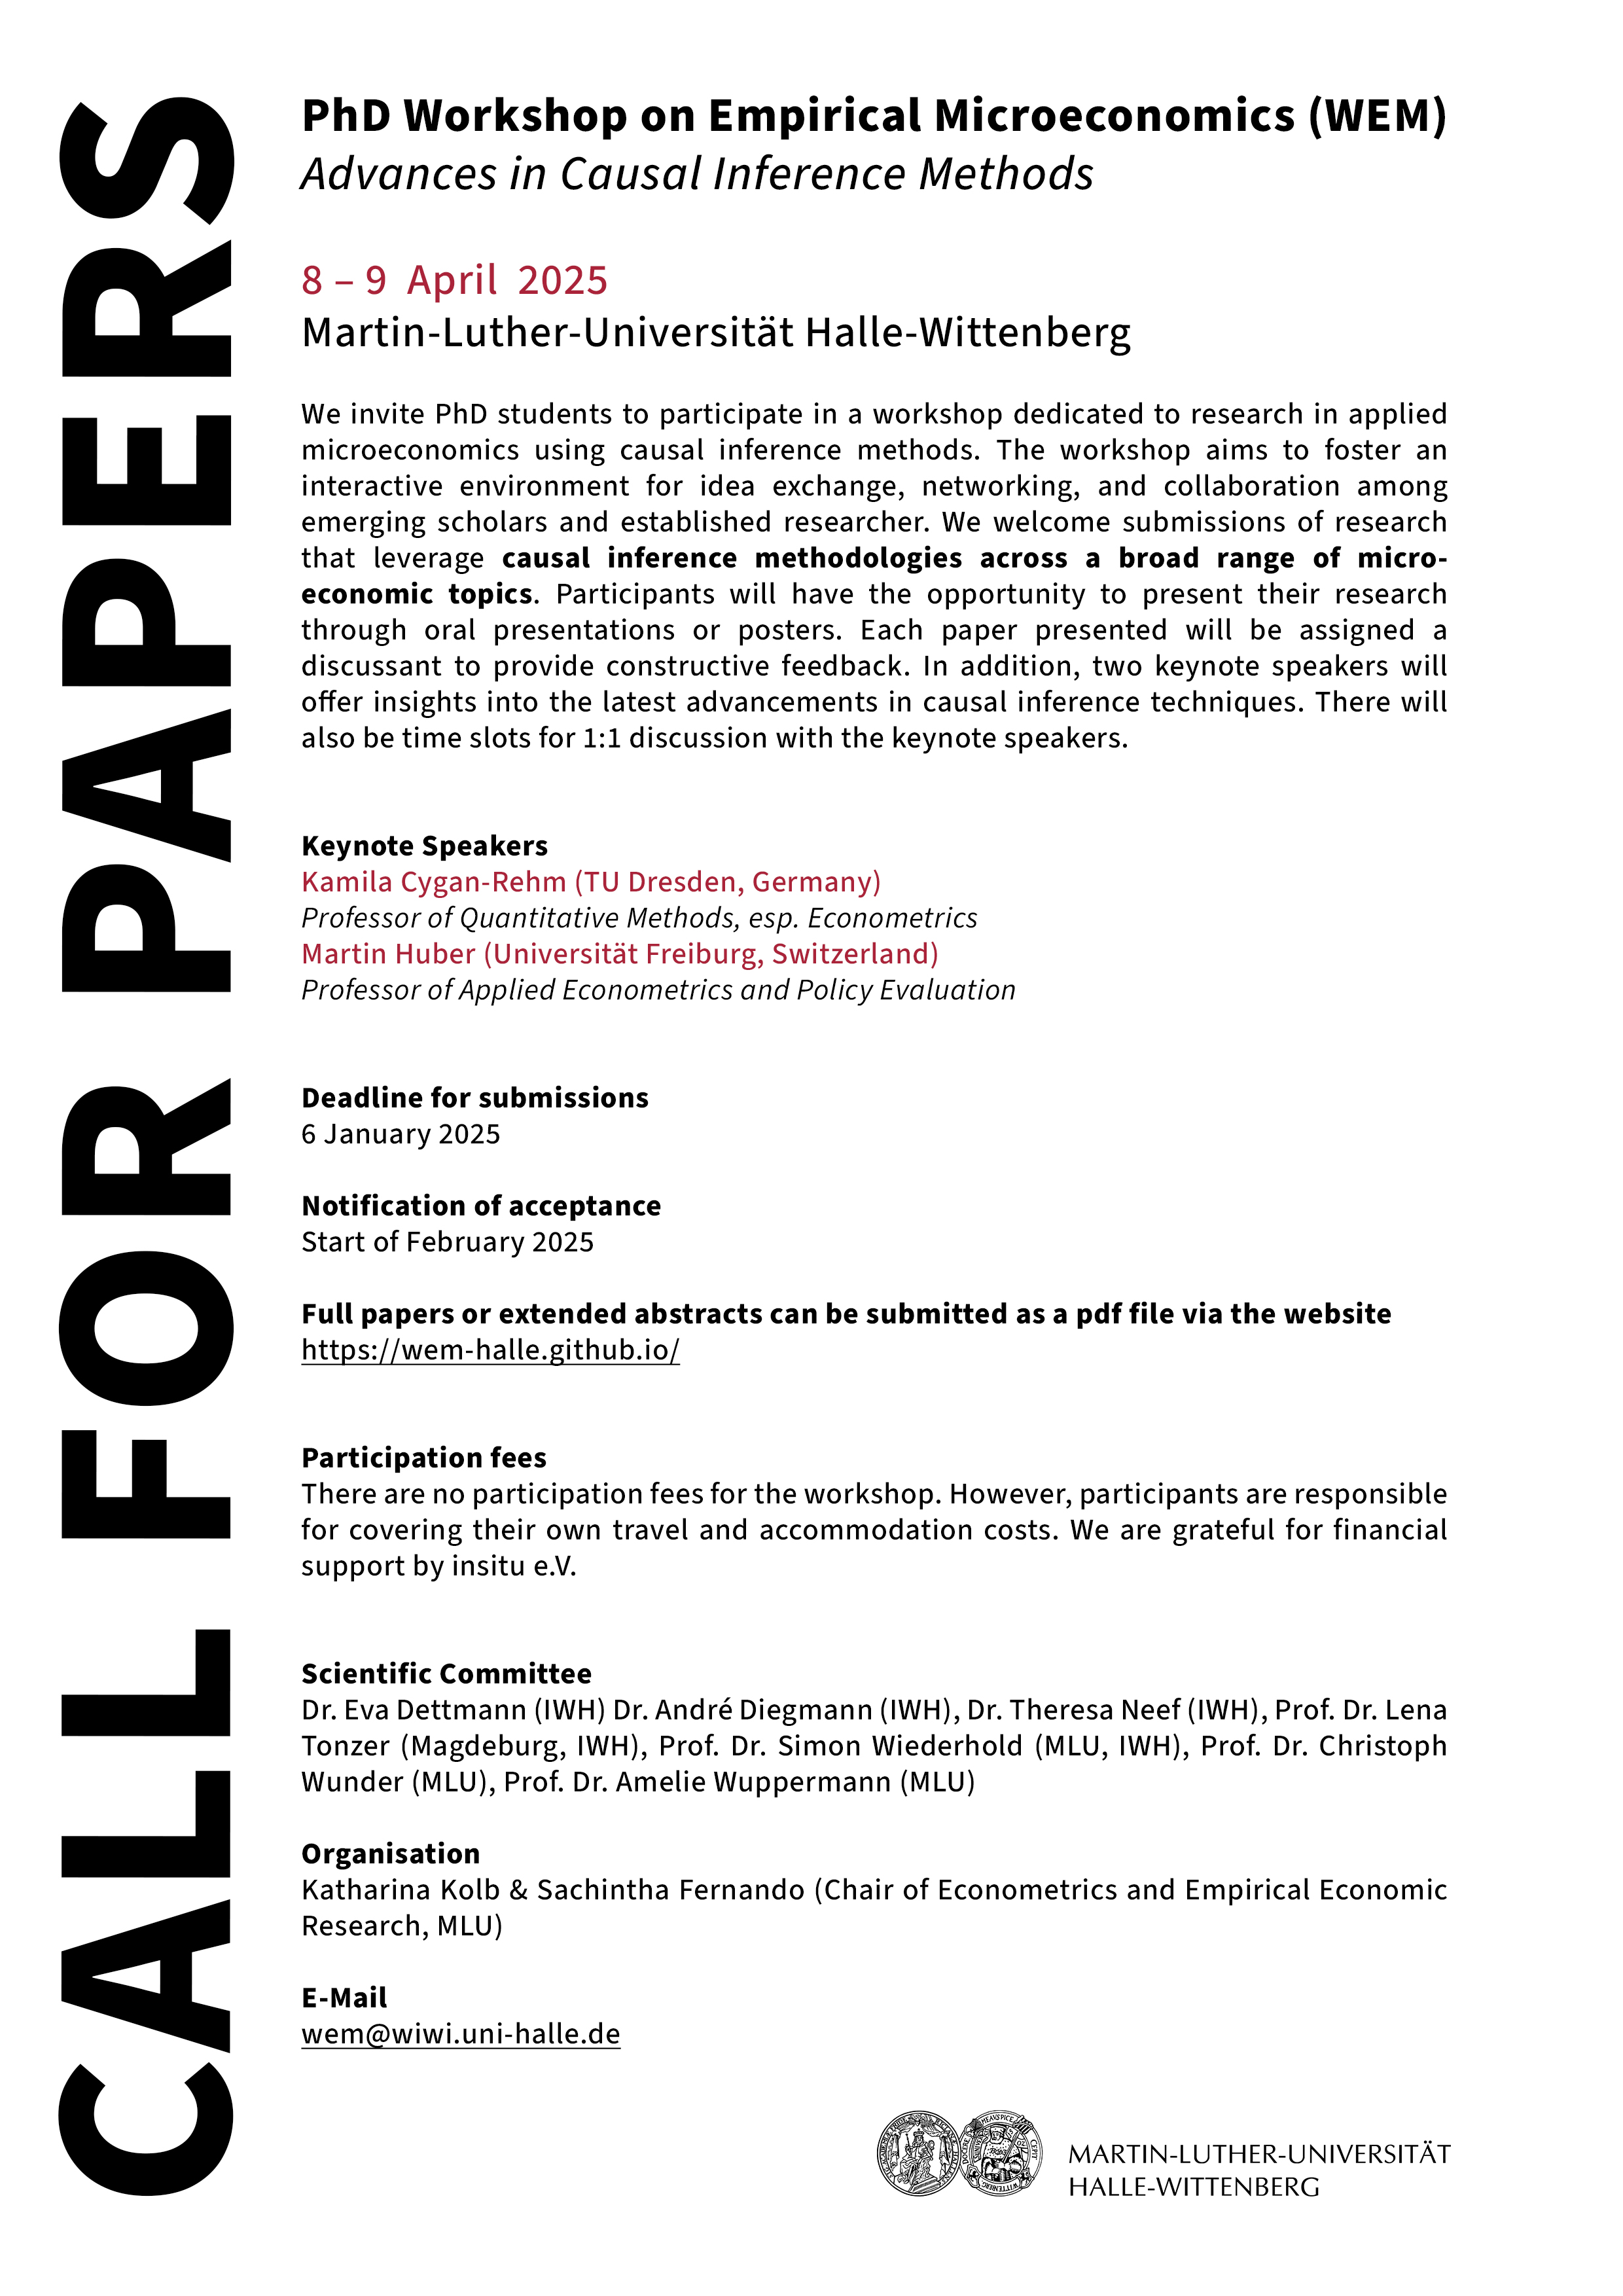 CALL FOR PAPERS
PhD Workshop on Empirical Microeconomics (WEM)
Advances in Causal Inference Methods
8 – 9 April 2025
Martin-Luther-Universität Halle-Wittenberg
We invite PhD students to participate in a workshop dedicated to research in applied
microeconomics using causal inference methods. The workshop aims to foster an
interactive environment for idea exchange, networking, and collaboration among
emerging scholars and established researcher. We welcome submissions of research
that leverage causal inference methodologies across a broad range of micro-
economic topics. Participants will have the opportunity to present their research
through oral presentations or posters. Each paper presented will be assigned a
discussant to provide constructive feedback. In addition, two keynote speakers will
offer insights into the latest advancements in causal inference techniques. There will
also be time slots for 1:1 discussion with the keynote speakers.
Keynote Speakers
Kamila Cygan-Rehm (TU Dresden, Germany)
Professor of Quantitative Methods, esp. Econometrics
Martin Huber (Universität Freiburg, Switzerland)
Professor of Applied Econometrics and Policy Evaluation
Deadline for submissions
6 January 2025
Notification of acceptance
Start of February 2025
Full papers or extended abstracts can be submitted as a pdf file via the website
https://wem-halle.github.io/
Participation fees
There are no participation fees for the workshop. However, participants are responsible
for covering their own travel and accommodation costs. We are grateful for financial
support by insitu e.V.
Scientific Committee
Dr. Eva Dettmann (IWH) Dr. André Diegmann (IWH), Dr. Theresa Neef (IWH), Prof. Dr. Lena
Tonzer (Magdeburg, IWH), Prof. Dr. Simon Wiederhold (MLU, IWH), Prof. Dr. Christoph
Wunder (MLU), Prof. Dr. Amelie Wuppermann (MLU)
Organisation
Katharina Kolb & Sachintha Fernando (Chair of Econometrics and Empirical Economic
Research, MLU)
E-Mail
wem@wiwi.uni-halle.de
MARTIN-LUTHER-UNIVERSITÄT
HALLE-WITTENBERG